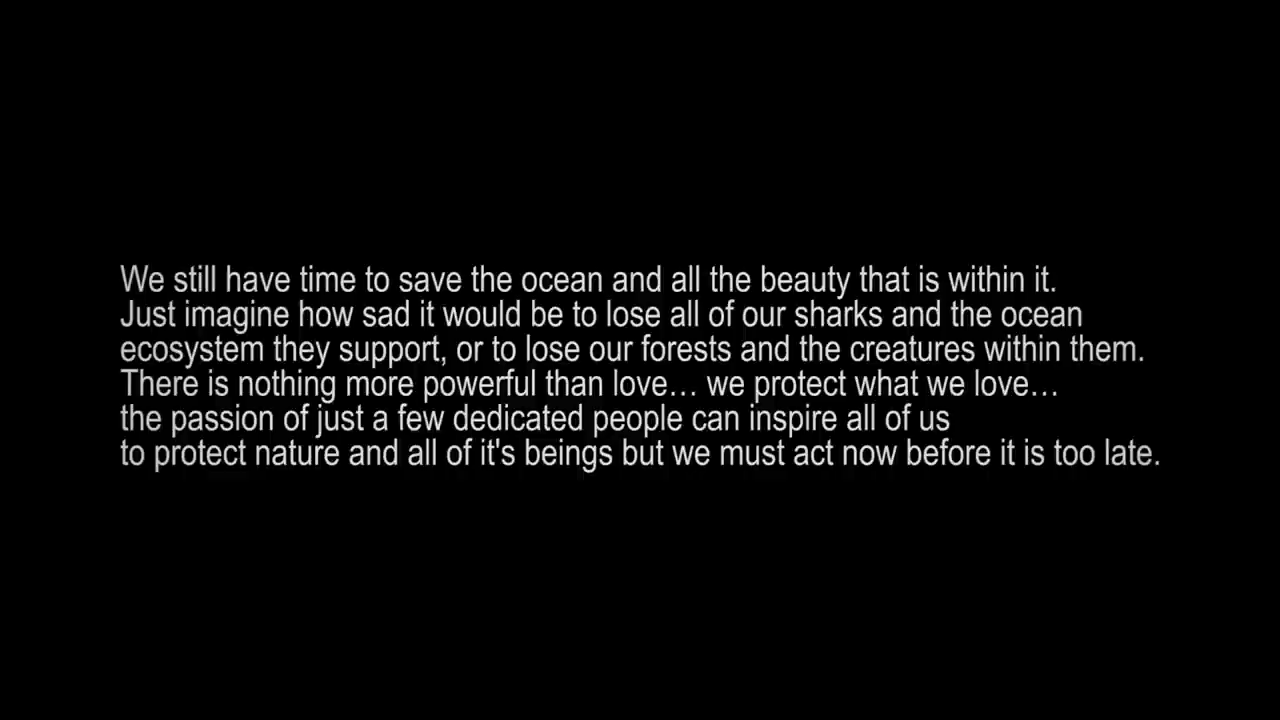 We still have time to save the ocean and all the beauty that is within it.
Just imagine how sad it would be to lose all of our sharks and the ocean
ecosystem they support, or to lose our forests and the creatures within them.
There is nothing more powerful than love… we protect what we love…
the passion of just a few dedicated people can inspire all of us
to protect nature and all of it's beings but we must act now before it is too late.